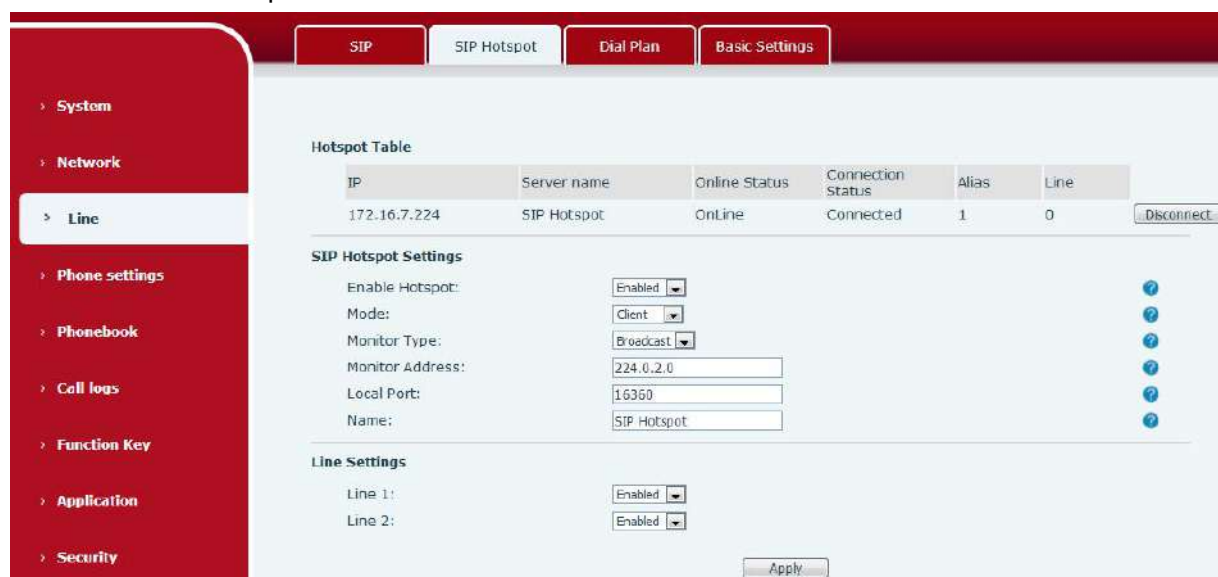 SIP SIP Hotspot Dial Plan Basic Settings
› System
› Network
› Line
› Phone settings
› Phonebook
› Call logs
› Function Key
› Application
› Security
Hotspot Table
IP Server name Online Status Connection Status Alias Line
172.16.7.224 SIP Hotspot OnLine Connected 1 0 Disconnect
SIP Hotspot Settings
Enable Hotspot: Enabled ?
Mode: Client ?
Monitor Type: Broadcast ?
Monitor Address: 224.0.2.0 ?
Local Port: 16360 ?
Name: SIP Hotspot ?
Line Settings
Line 1: Enabled
Line 2: Enabled
Apply